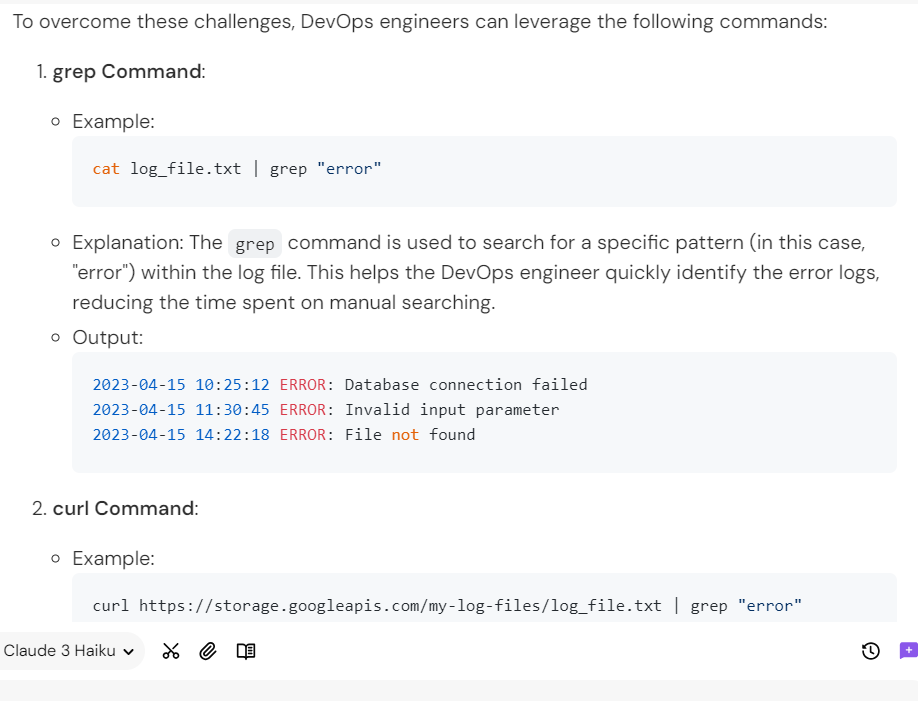 To overcome these challenges, DevOps engineers can leverage the following commands:
1. grep Command:
Example:
cat log_file.txt | grep "error"
Explanation: The grep command is used to search for a specific pattern (in this case,
"error") within the log file. This helps the DevOps engineer quickly identify the error logs,
reducing the time spent on manual searching.
Output:
2023-04-15 10:25:12 ERROR: Database connection failed
2023-04-15 11:30:45 ERROR: Invalid input parameter
2023-04-15 14:22:18 ERROR: File not found
2. curl Command:
Example:
curl https://storage.googleapis.com/my-log-files/log_file.txt | grep "error"
Claude 3 Haiku